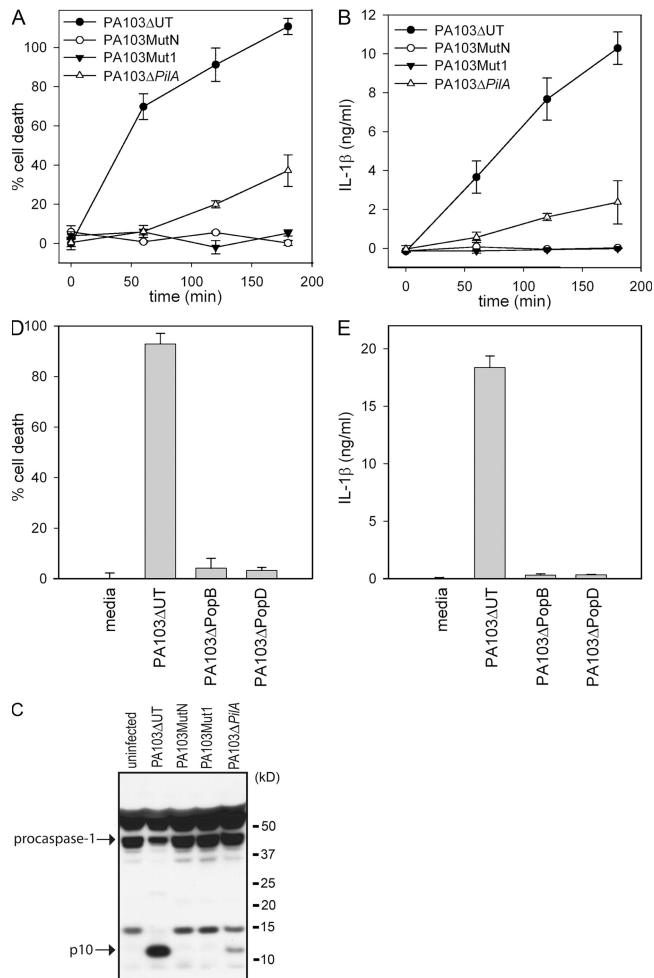 A
PA103ΔUT
PA103MutN
PA103Mut1
PA103ΔPilA
120
100
80
60
40
20
0
% cell death
0 50 100 150 200
time (min)
B
PA103ΔUT
PA103MutN
PA103Mut1
PA103ΔPilA
12
10
8
6
4
2
0
IL-1β (ng/ml)
0 50 100 150 200
time (min)
D
100
80
60
40
20
0
% cell death
media
PA103ΔUT
PA103ΔPopB
PA103ΔPopD
E
20
15
10
5
0
IL-1β (ng/ml)
media
PA103ΔUT
PA103ΔPopB
PA103ΔPopD
C
uninfected
PA103ΔUT
PA103MutN
PA103Mut1
PA103ΔPilA
(kD)
procaspase-1
50
37
25
20
15
p10
10